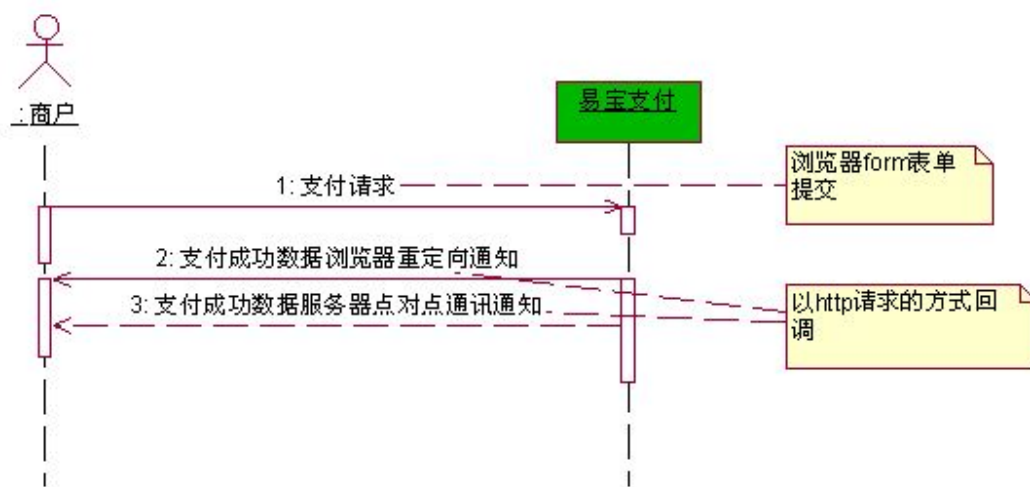 :商户
易宝支付
浏览器form表单
提交
1: 支付请求
2: 支付成功数据浏览器重定向通知
3: 支付成功数据服务器点对点通讯通知
以http请求的方式回
调